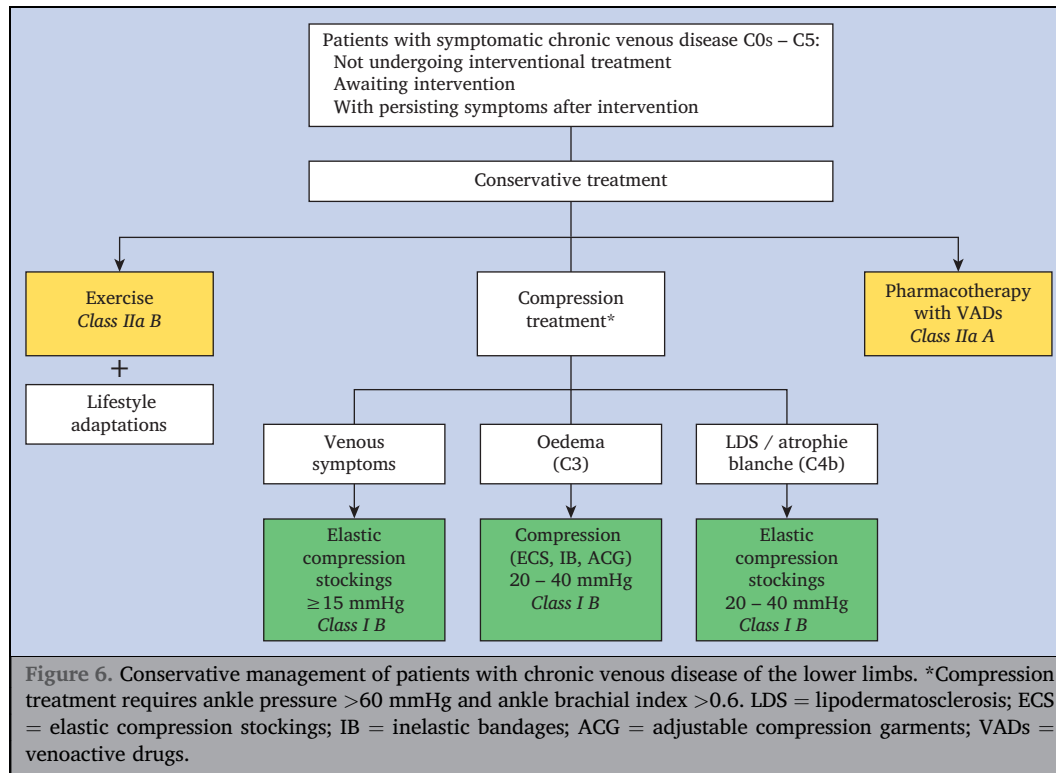 Patients with symptomatic chronic venous disease C0s – C5:
Not undergoing interventional treatment
Awaiting intervention
With persisting symptoms after intervention
Conservative treatment
Exercise
Class IIa B
+
Lifestyle
adaptations
Compression
treatment*
Pharmacotherapy
with VADs
Class IIa A
Venous
symptoms
Oedema
(C3)
LDS / atrophie
blanche (C4b)
Elastic
compression
stockings
≥15 mmHg
Class I B
Compression
(ECS, IB, ACG)
20 – 40 mmHg
Class I B
Elastic
compression
stockings
20 – 40 mmHg
Class I B
Figure 6. Conservative management of patients with chronic venous disease of the lower limbs. *Compression
treatment requires ankle pressure >60 mmHg and ankle brachial index >0.6. LDS = lipodermatosclerosis; ECS
= elastic compression stockings; IB = inelastic bandages; ACG = adjustable compression garments; VADs =
venoactive drugs.